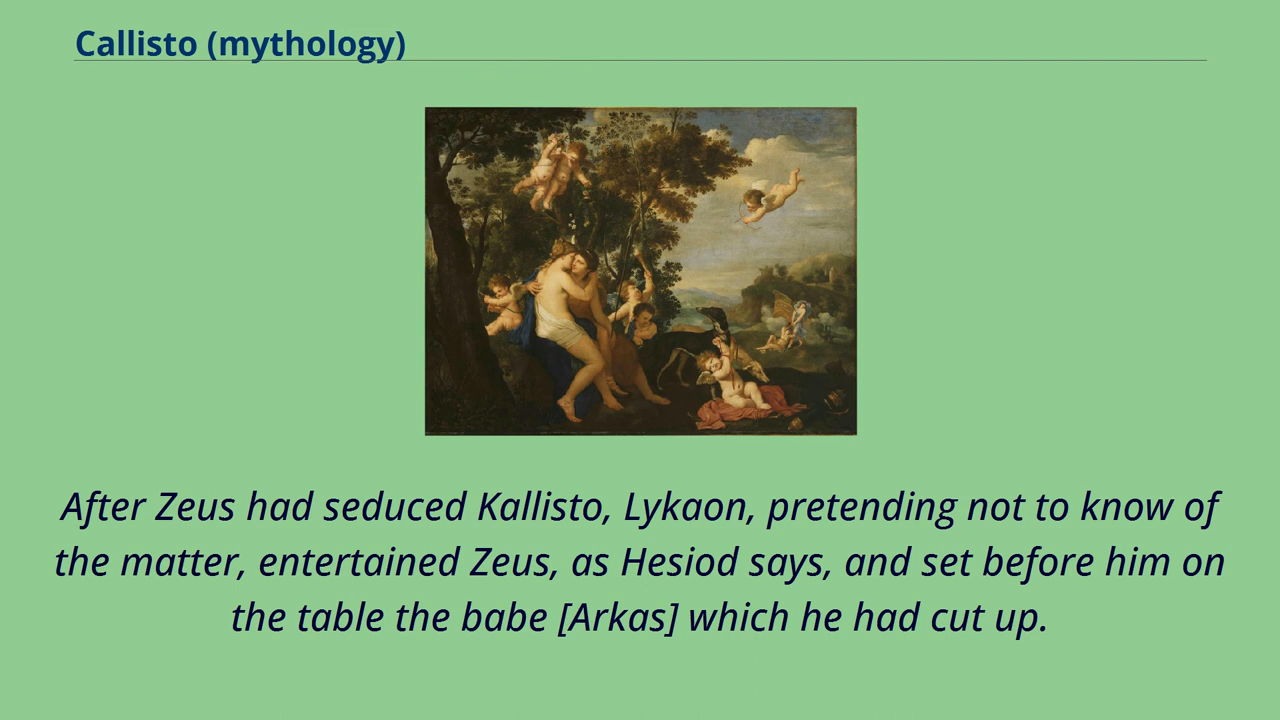 Callisto (mythology)
After Zeus had seduced Kallisto, Lykaon, pretending not to know of
the matter, entertained Zeus, as Hesiod says, and set before him on
the table the babe [Arkas] which he had cut up.